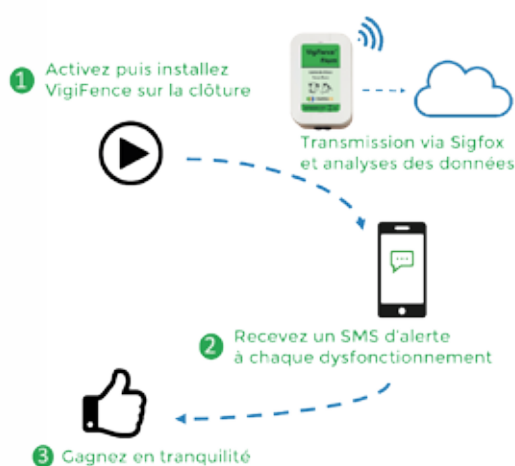 1 Activez puis installez
VigiFence sur la clôture
VigiFence
Transmission via Sigfox
et analyses des données
2 Recevez un SMS d'alerte
à chaque dysfonctionnement
3 Gagnez en tranquilité